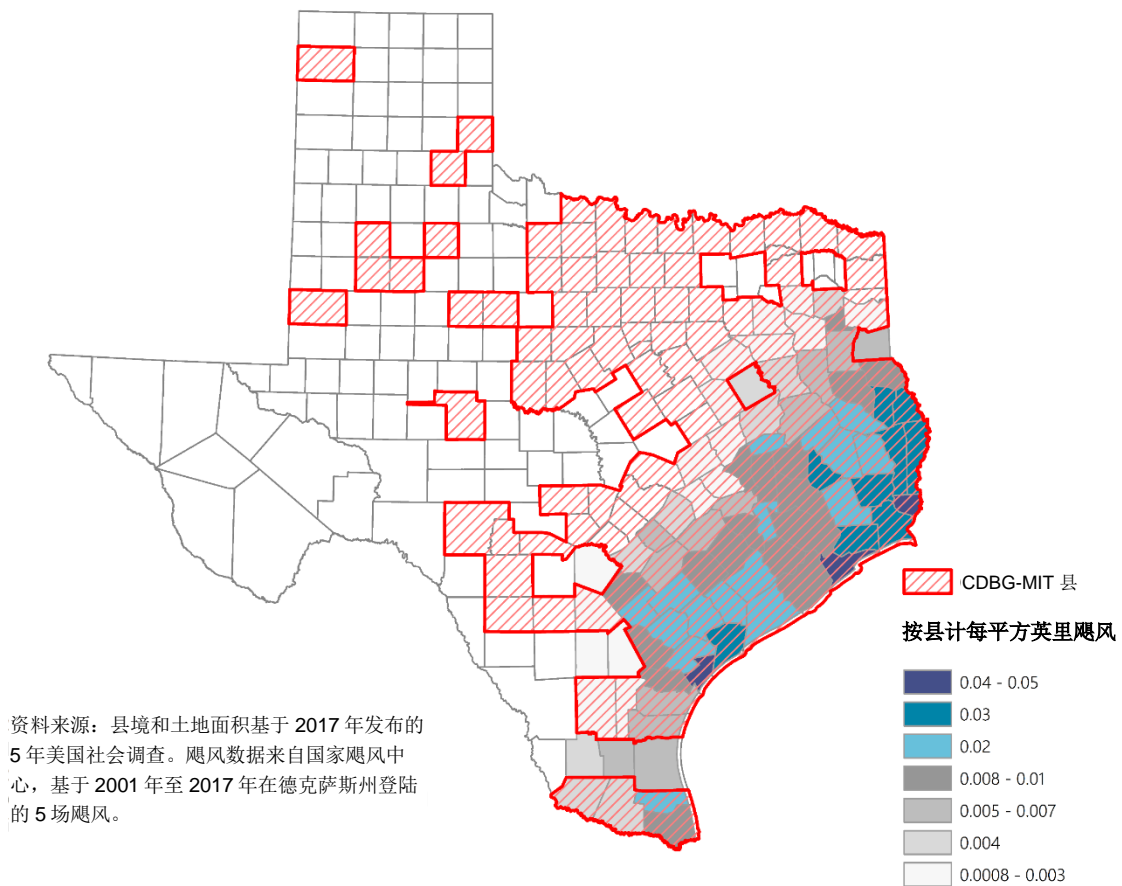 CDBG-MIT 县
按县计每平方英里飓风
0.04 - 0.05
0.03
0.02
0.008 - 0.01
0.005 - 0.007
0.004
0.0008 - 0.003
资料来源：县境和土地面积基于 2017 年发布的
5 年美国社会调查。飓风数据来自国家飓风中
心，基于 2001 年至 2017 年在德克萨斯州登陆
的 5 场飓风。